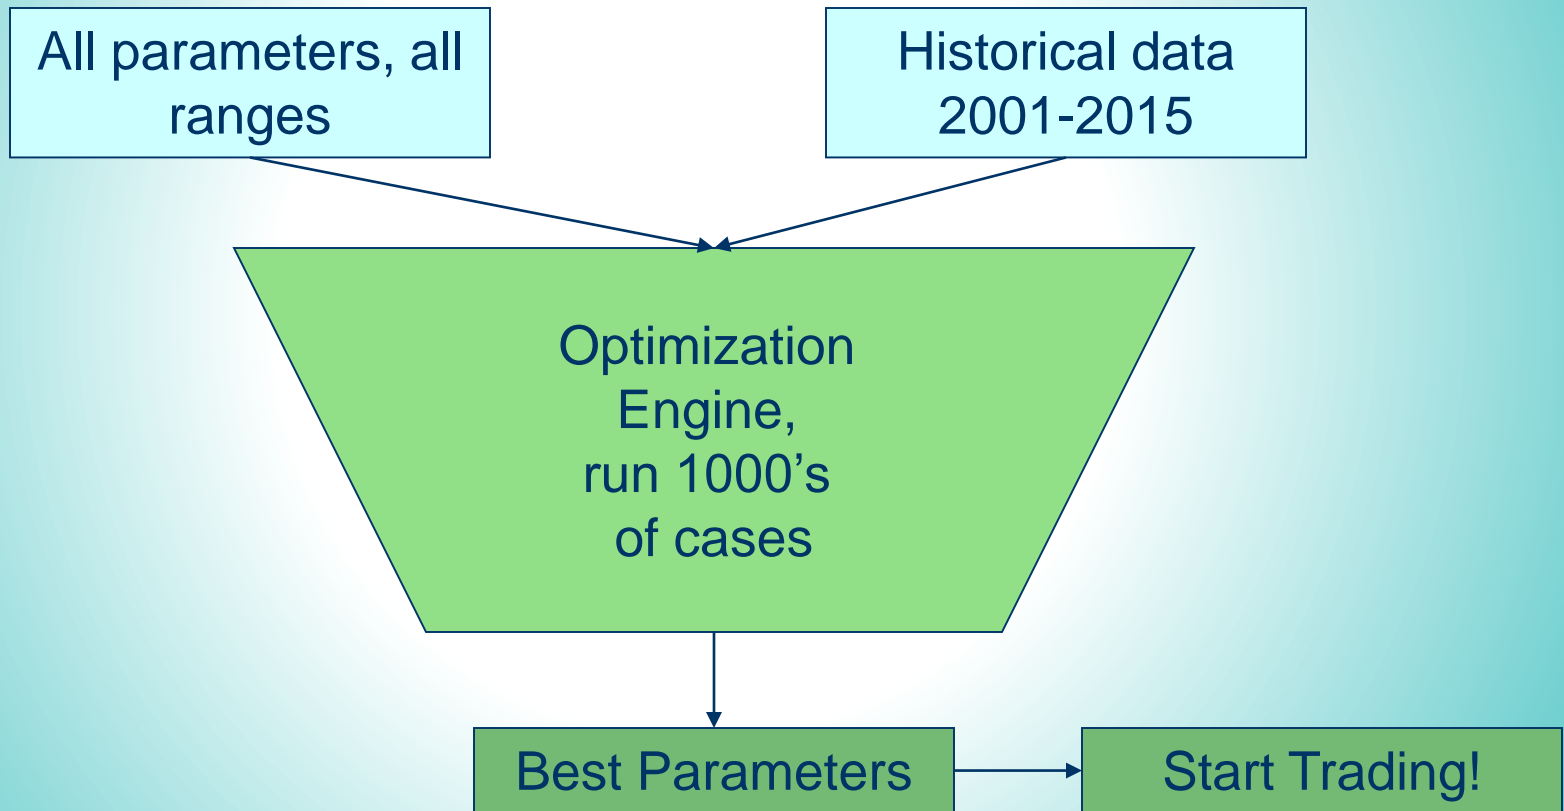 All parameters, all
ranges
Historical data
2001-2015
Optimization
Engine,
run 1000’s
of cases
Best Parameters
Start Trading!